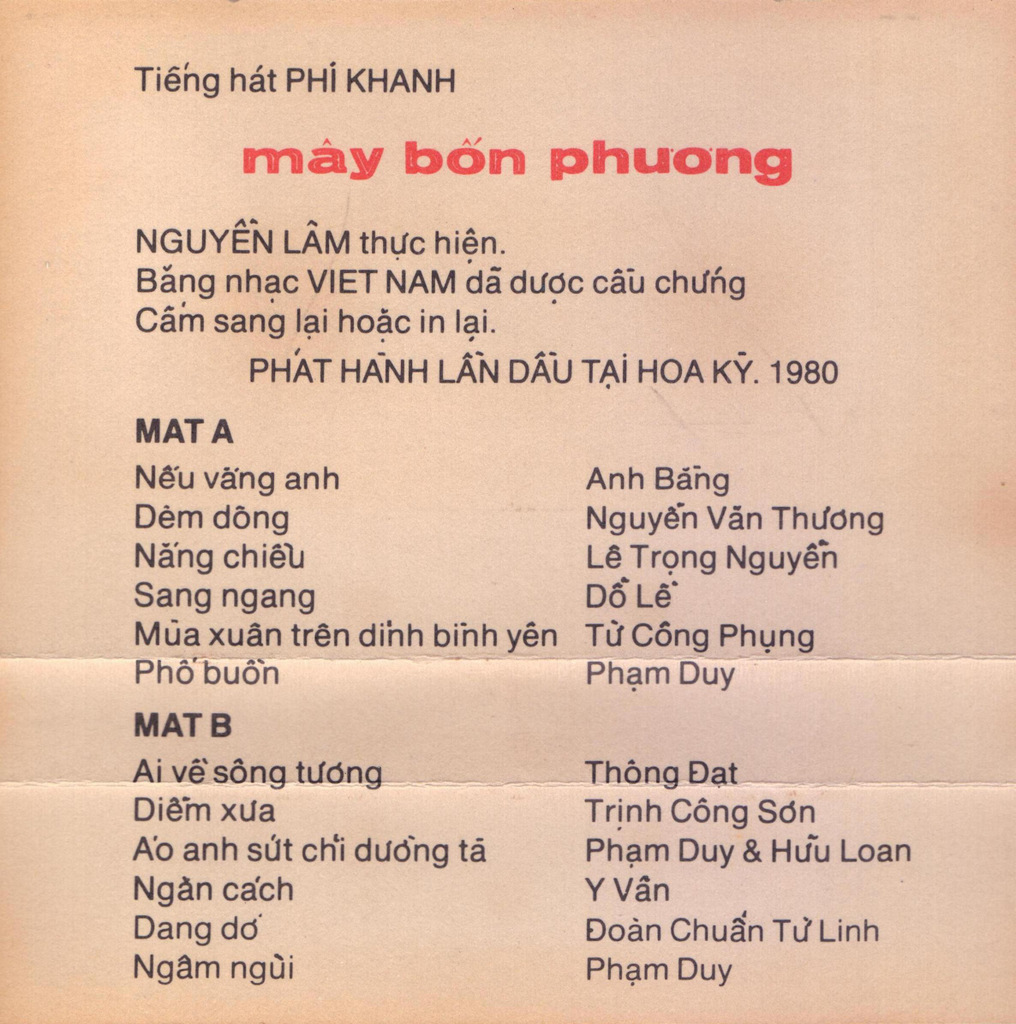 Tiếng hát PHÍ KHANH
mây bốn phương
NGUYỄN LÂM thực hiện.
Băng nhạc VIET NAM dã dược cầu chứng
Cấm sang lại hoặc in lại.
PHÁT HÀNH LẦN DẦU TẠI HOA KỲ. 1980
MAT A
Nếu vắng anh Anh Bằng
Dêm dông Nguyễn Văn Thương
Nắng chiều Lê Trọng Nguyễn
Sang ngang Dỗ Lễ
Mùa xuân trên dỉnh bình yên Từ Công Phụng
Phố buồn Phạm Duy
MAT B
Ai về sông tương Thông Đạt
Diễm xưa Trịnh Công Sơn
Áo anh sứt chỉ dường tà Phạm Duy & Hữu Loan
Ngăn cách Y Vân
Dang dở Đoàn Chuẩn Từ Linh
Ngâm ngùi Phạm Duy